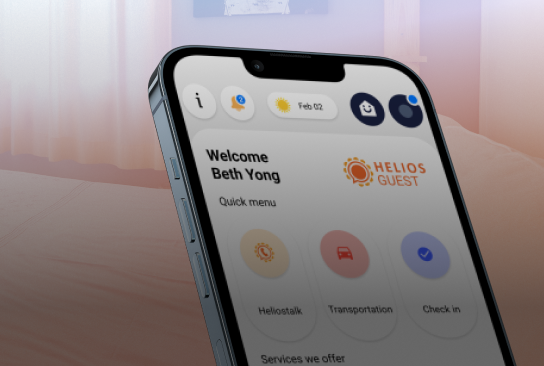 i
2
Feb 02
Welcome
Beth Yong
HELIOS
GUEST
Quick menu
Heliostalk
Transportation
Check in
Services we offer